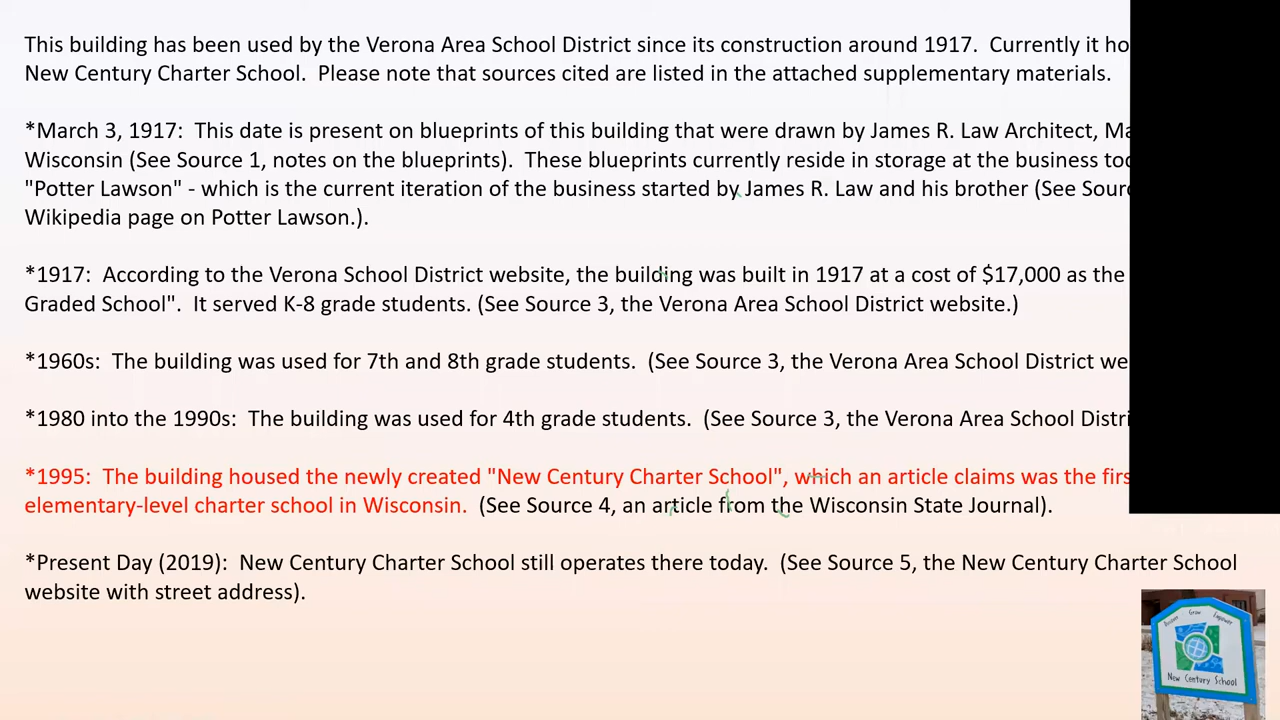 This building has been used by the Verona Area School District since its construction around 1917. Currently it
New Century Charter School. Please note that sources cited are listed in the attached supplementary materials.
*March 3, 1917: This date is present on blueprints of this building that were drawn by James R. Law Architect,
Wisconsin (See Source 1, notes on the blueprints). These blueprints currently reside in storage at the business
"Potter Lawson" - which is the current iteration of the business started by James R. Law and his brother (See
Wikipedia page on Potter Lawson.).
*1917: According to the Verona School District website, the building was built in 1917 at a cost of $17,000 as the
Graded School". It served K-8 grade students. (See Source 3, the Verona Area School District website.)
*1960s: The building was used for 7th and 8th grade students. (See Source 3, the Verona Area School District
*1980 into the 1990s: The building was used for 4th grade students. (See Source 3, the Verona Area School
*1995: The building housed the newly created "New Century Charter School", which an article claims was the
elementary-level charter school in Wisconsin. (See Source 4, an article from the Wisconsin State Journal).
*Present Day (2019): New Century Charter School still operates there today. (See Source 5, the New Century Charter School
website with street address).
Grow
Empower
New Century School